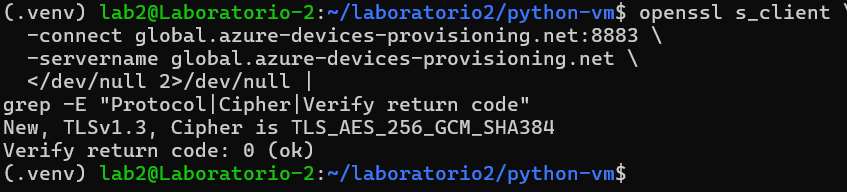 (.venv) lab2@Laboratorio-2:~/laboratorio2/python-vm$ openssl s_client \
  -connect global.azure-devices-provisioning.net:8883 \
  -servername global.azure-devices-provisioning.net \
  </dev/null 2>/dev/null |
grep -E "Protocol|Cipher|Verify return code"
New, TLSv1.3, Cipher is TLS_AES_256_GCM_SHA384
Verify return code: 0 (ok)
(.venv) lab2@Laboratorio-2:~/laboratorio2/python-vm$